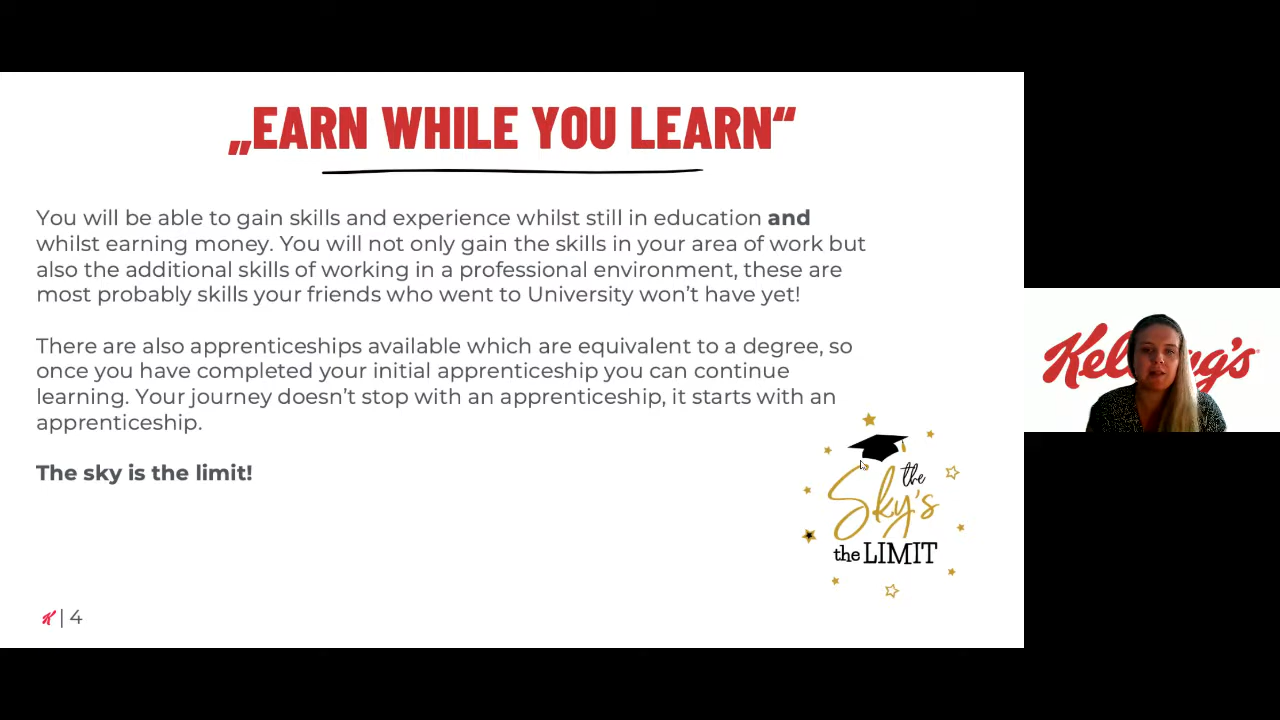 „EARN WHILE YOU LEARN“
You will be able to gain skills and experience whilst still in education and
whilst earning money. You will not only gain the skills in your area of work but
also the additional skills of working in a professional environment, these are
most probably skills your friends who went to University won’t have yet!
There are also apprenticeships available which are equivalent to a degree, so
once you have completed your initial apprenticeship you can continue
learning. Your journey doesn’t stop with an apprenticeship, it starts with an
apprenticeship.
The sky is the limit!
the
Sky's
the LIMIT
K | 4